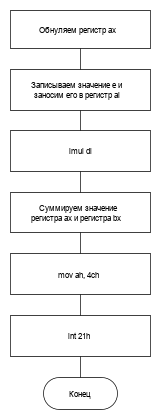 Обнуляем регистр ax
Записываем значение e и
заносим его в регистр al
imul dl
Суммируем значение
регистра ax и регистра bx
mov ah, 4ch
int 21h
Конец